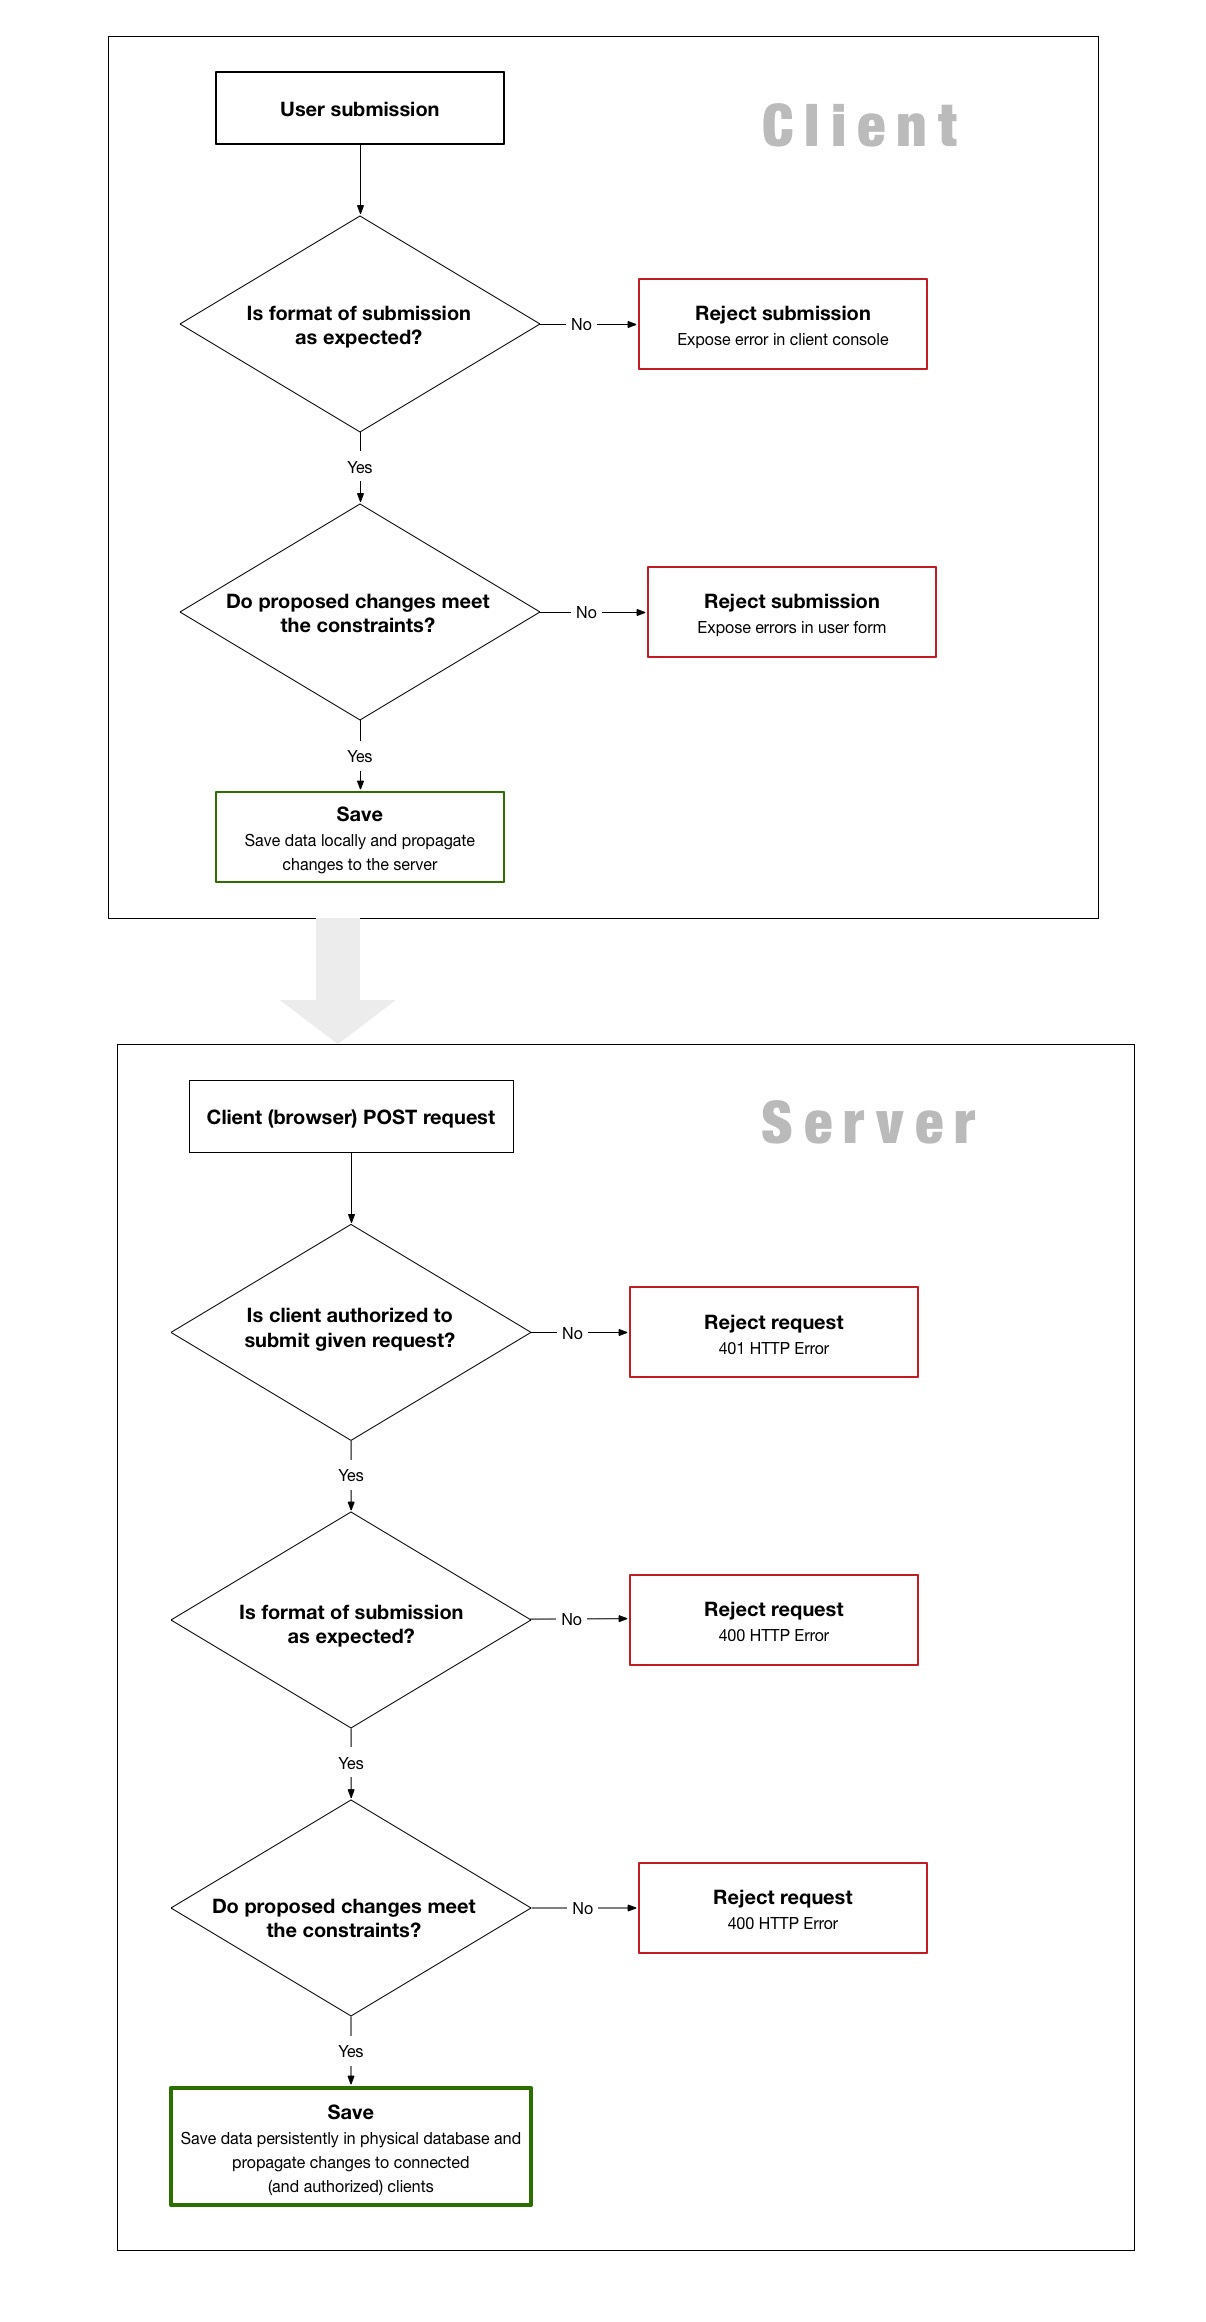 User submission
Client
Is format of submission
as expected?
No
Reject submission
Expose error in client console
Yes
Do proposed changes meet
the constraints?
No
Reject submission
Expose errors in user form
Yes
Save
Save data locally and propagate
changes to the server
Client (browser) POST request
Server
Is client authorized to
submit given request?
No
Reject request
401 HTTP Error
Yes
Is format of submission
as expected?
No
Reject request
400 HTTP Error
Yes
Do proposed changes meet
the constraints?
No
Reject request
400 HTTP Error
Yes
Save
Save data persistently in physical database and
propagate changes to connected
(and authorized) clients